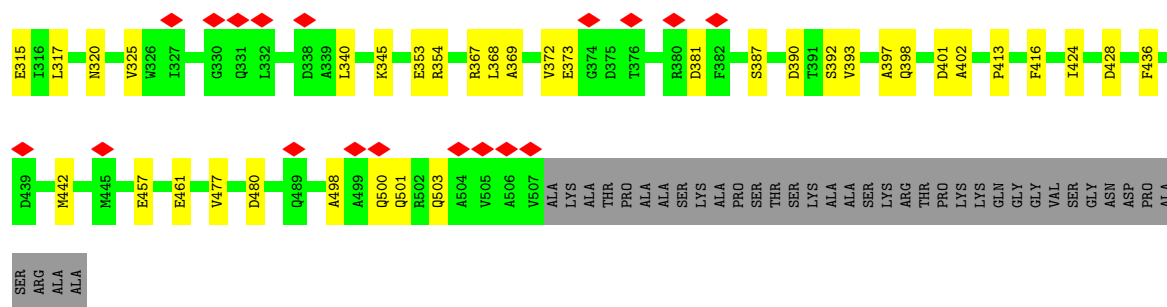 E315 I316 L317 N320 V325 W326 I327 G330 Q331 L332 D338 A339 L340 K345 E353 R354 R367 L368 A369 V372 E373 G374 D375 T376 R380 D381 F382 S387 D390 T391 S392 V393 A397 Q398 D401 A402 P413 F416 I424 D428 F436
D439 M442 M445 E457 E461 V477 D480 Q489 A498 A499 Q500 Q501 R502 Q503 A504 V505 A506 V507 ALA LYS ALA THR PRO ALA ALA SER LYS ALA PRO SER THR SER LYS ALA ALA SER LYS ARG THR PRO LYS LYS GLN GLY GLY VAL SER GLY ASN ASP ASP PRO ALA
SER ARG ALA ALA